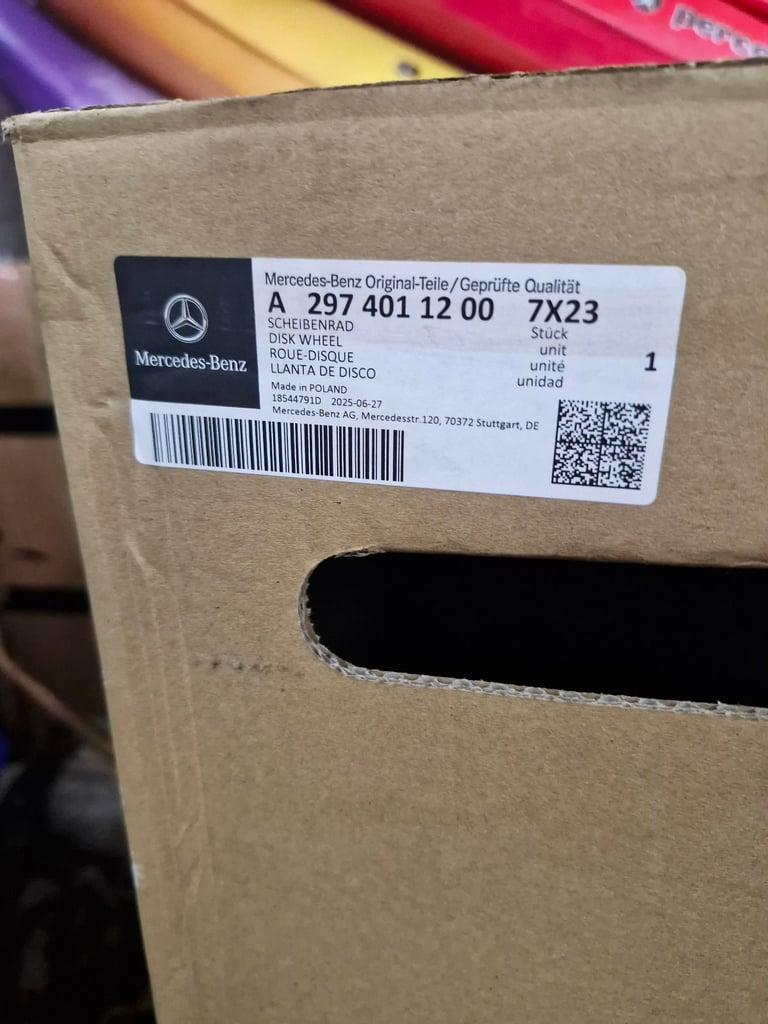 Mercedes-Benz
Mercedes-Benz Original-Teile/Geprüfte Qualität
A 297 401 12 00 7X23
SCHEIBENRAD
DISK WHEEL
ROUE-DISQUE
LLANTA DE DISCO
Stück
unit
unité
unidad
1
Made in POLAND
18544791D 2025-06-27
Mercedes-Benz AG, Mercedesstr.120, 70372 Stuttgart, DE